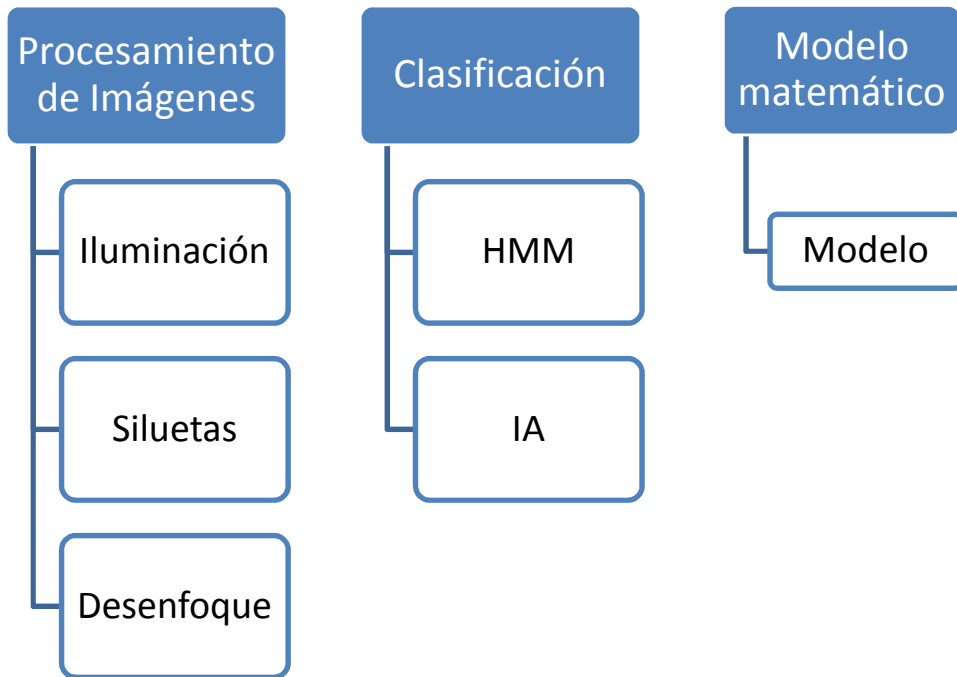 Procesamiento
de Imágenes
Iluminación
Siluetas
Desenfoque
Clasificación
HMM
IA
Modelo
matemático
Modelo